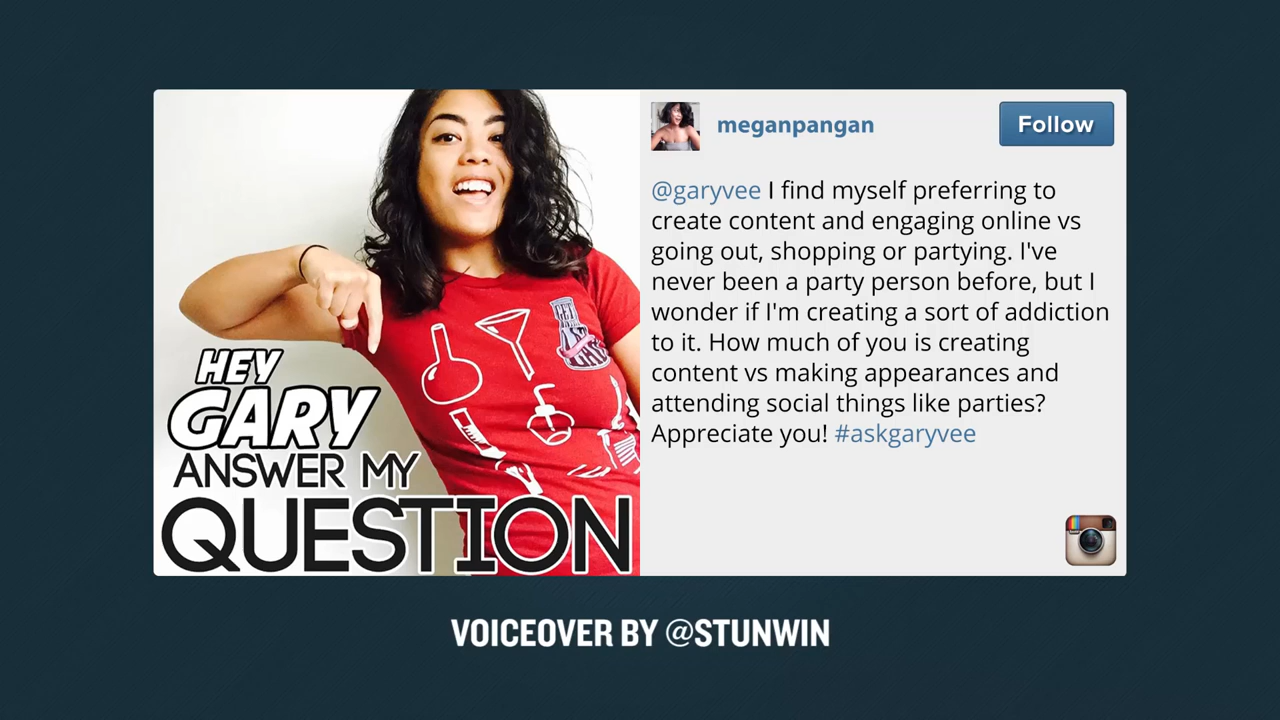 meganpangan
Follow
@garyvee I find myself preferring to
create content and engaging online vs
going out, shopping or partying. I've
never been a party person before, but I
wonder if I'm creating a sort of addiction
to it. How much of you is creating
content vs making appearances and
attending social things like parties?
Appreciate you! #askgaryvee
HEY
GARY
ANSWER MY
QUESTION
VOICEOVER BY @STUNWIN